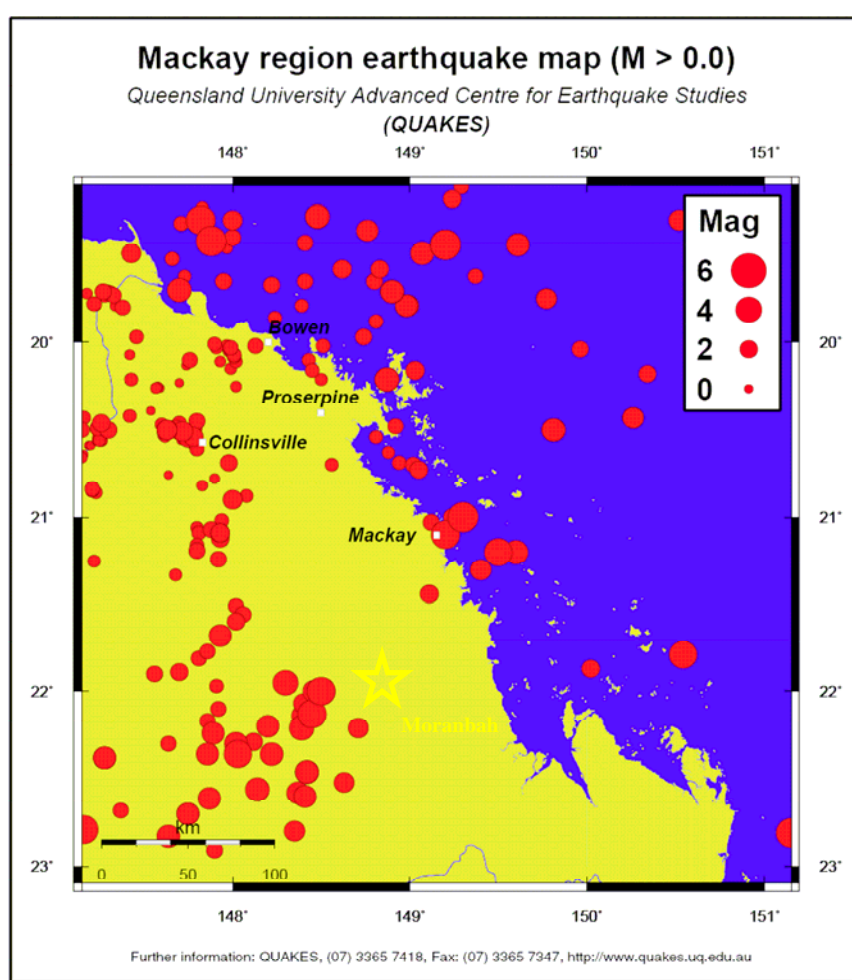 Mackay region earthquake map (M > 0.0)
Queensland University Advanced Centre for Earthquake Studies
(QUAKES)
148° 149° 150° 151°
Mag
6
4
2
0
20° 20°
Bowen
Proserpine
Collinsville
21° 21°
Mackay
22° 22°
Moranbah
km
0 50 100
23° 23°
148° 149° 150° 151°
Further information: QUAKES, (07) 3365 7418, Fax: (07) 3365 7347, http://www.quakes.uq.edu.au